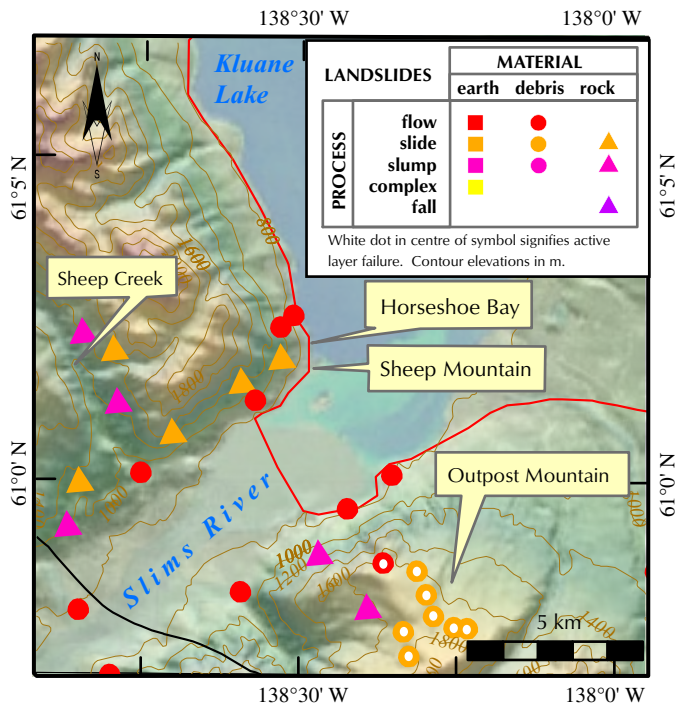 138°30' W
138°0' W
Kluane
Lake
N
S
LANDSLIDES
MATERIAL
earth
debris
rock
PROCESS
flow
slide
slump
complex
fall
White dot in centre of symbol signifies active
layer failure. Contour elevations in m.
61°5' N
61°5' N
800
1600
Sheep Creek
Horseshoe Bay
Sheep Mountain
1800
Outpost Mountain
61°0' N
61°0' N
1000
Slims River
1000
1200
1600
5 km
1400
1800
138°30' W
138°0' W